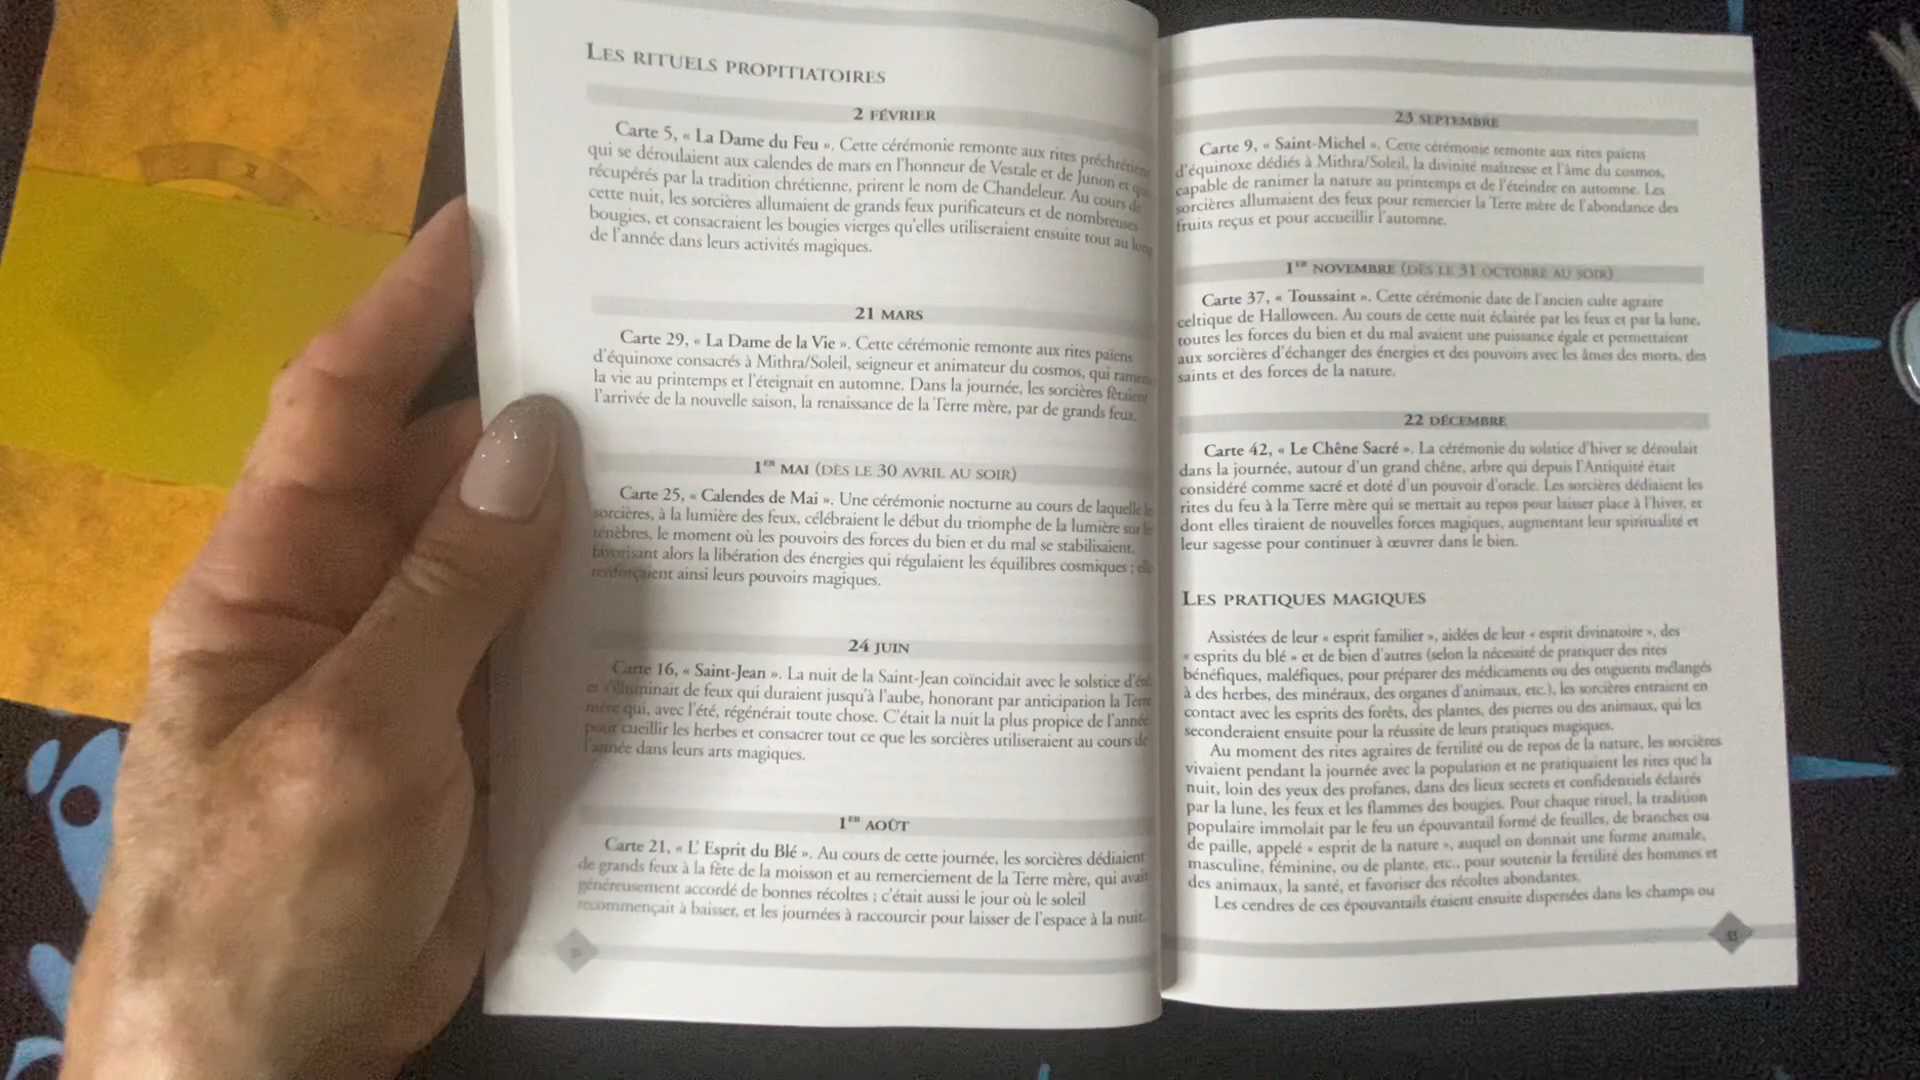 LES RITUELS PROPITIATOIRES
2 FÉVRIER
Carte 5, « La Dame du Feu ». Cette cérémonie remonte aux rites préchrétiens
qui se déroulaient aux calendes de mars en l'honneur de Vestale et de Junon et qui,
récupérés par la tradition chrétienne, prirent le nom de Chandeleur. Au cours de
cette nuit, les sorcières allumaient de grands feux purificateurs et de nombreuses
bougies, et consacraient les bougies vierges qu'elles utiliseraient ensuite tout au long
de l'année dans leurs activités magiques.
21 MARS
Carte 29, « La Dame de la Vie ». Cette cérémonie remonte aux rites païens
d'équinoxe consacrés à Mithra/Soleil, seigneur et animateur du cosmos, qui
la vie au printemps et l'éteignait en automne. Dans la journée, les sorcières fêtaient
l'arrivée de la nouvelle saison, la renaissance de la Terre mère, par de grands feux.
1ER MAI (DÈS LE 30 AVRIL AU SOIR)
Carte 25, « Calendes de Mai ». Une cérémonie nocturne au cours de laquelle
sorcières, à la lumière des feux, célébraient le début du triomphe de la lumière sur
ténèbres, le moment où les pouvoirs des forces du bien et du mal se stabilisaient,
favorisant alors la libération des énergies qui régulaient les équilibres cosmiques ;
renforçaient ainsi leurs pouvoirs magiques.
24 JUIN
Carte 16, « Saint-Jean ». La nuit de la Saint-Jean coïncidait avec le solstice d'été
et s'illuminait de feux qui duraient jusqu'à l'aube, honorant par anticipation la Terre
mère qui, avec l'été, régénérait toute chose. C'était la nuit la plus propice de l'année
pour cueillir les herbes et consacrer tout ce que les sorcières utiliseraient au cours de
l'année dans leurs arts magiques.
1ER AOÛT
Carte 21, « L'Esprit du Blé ». Au cours de cette journée, les sorcières dédiaient
de grands feux à la fête de la moisson et au remerciement de la Terre mère, qui avait
généreusement accordé de bonnes récoltes ; c'était aussi le jour où le soleil
recommençait à baisser, et les journées à raccourcir pour laisser de l'espace à la nuit.
23 SEPTEMBRE
Carte 9, « Saint-Michel ». Cette cérémonie remonte aux rites païens
d'équinoxe dédiés à Mithra/Soleil, la divinité maîtresse et l'âme du cosmos,
capable de ranimer la nature au printemps et de l'éteindre en automne. Les
sorcières allumaient des feux pour remercier la Terre mère de l'abondance des
fruits reçus et pour accueillir l'automne.
1ER NOVEMBRE (DÈS LE 31 OCTOBRE AU SOIR)
Carte 37, « Toussaint ». Cette cérémonie date de l'ancien culte agraire
celtique de Halloween. Au cours de cette nuit éclairée par les feux et par la lune,
toutes les forces du bien et du mal avaient une puissance égale et permettaient
aux sorcières d'échanger des énergies et des pouvoirs avec les âmes des morts, des
saints et des forces de la nature.
22 DÉCEMBRE
Carte 42, « Le Chêne Sacré ». La cérémonie du solstice d'hiver se déroulait
dans la journée, autour d'un grand chêne, arbre qui depuis l'Antiquité était
considéré comme sacré et doté d'un pouvoir d'oracle. Les sorcières dédiaient les
rites du feu à la Terre mère qui se mettait au repos pour laisser place à l'hiver, et
dont elles tiraient de nouvelles forces magiques, augmentant leur spiritualité et
leur sagesse pour continuer à œuvrer dans le bien.
LES PRATIQUES MAGIQUES
Assistées de leur « esprit familier », aidées de leur « esprit divinatoire », des
« esprits du blé » et de bien d'autres (selon la nécessité de pratiquer des rites
bénéfiques, maléfiques, pour préparer des médicaments ou des onguents mélangés
à des herbes, des minéraux, des organes d'animaux, etc.), les sorcières entraient en
contact avec les esprits des forêts, des plantes, des pierres ou des animaux, qui les
seconderaient ensuite pour la réussite de leurs pratiques magiques.
Au moment des rites agraires de fertilité ou de repos de la nature, les sorcières
vivaient pendant la journée avec la population et ne pratiquaient les rites que la
nuit, loin des yeux des profanes, dans des lieux secrets et confidentiels éclairés
par la lune, les feux et les flammes des bougies. Pour chaque rituel, la tradition
populaire immolait par le feu un épouvantail formé de feuilles, de branches ou
de paille, appelé « esprit de la nature », auquel on donnait une forme animale,
masculine, féminine, ou de plante, etc., pour soutenir la fertilité des hommes et
des animaux, la santé, et favoriser des récoltes abondantes.
Les cendres de ces épouvantails étaient ensuite dispersées dans les champs ou